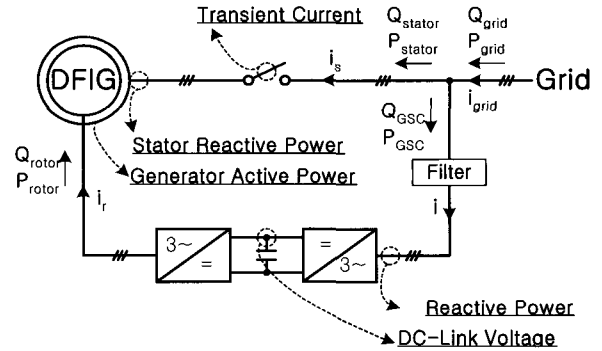 Transient Current
Q_stator
P_stator
Q_grid
P_grid
DFIG
i_s
Grid
i_grid
Q_GSC
P_GSC
Stator Reactive Power
Generator Active Power
Q_rotor
P_rotor
Filter
i_r
i
3~
=
=
3~
Reactive Power
DC-Link Voltage